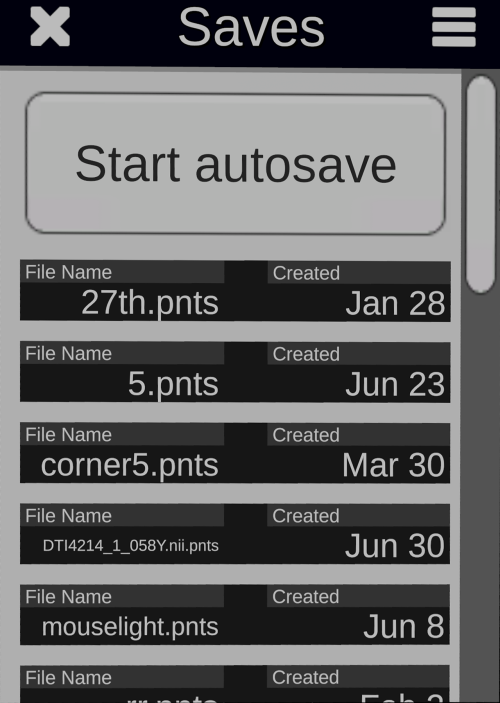 Saves
Start autosave
File Name Created
27th.pnts Jan 28
File Name Created
5.pnts Jun 23
File Name Created
corner5.pnts Mar 30
File Name Created
DTI4214_1_058Y.nii.pnts Jun 30
File Name Created
mouselight.pnts Jun 8
File Name Created